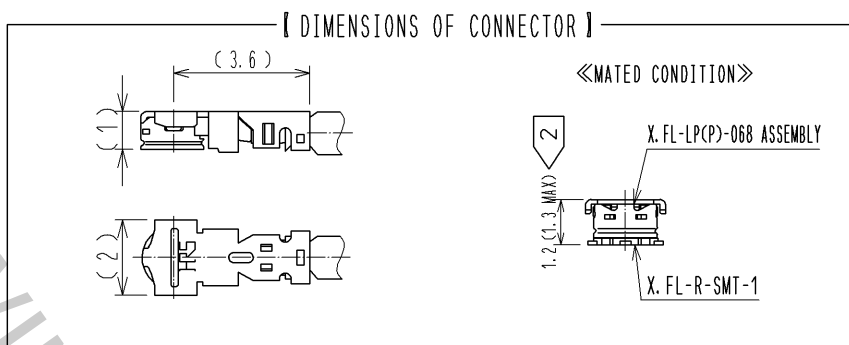 【 DIMENSIONS OF CONNECTOR 】
( 3.6 )
≪MATED CONDITION≫
(1)
2
X.FL-LP(P)-068 ASSEMBLY
1.2(1.3 MAX)
(2)
X.FL-R-SMT-1